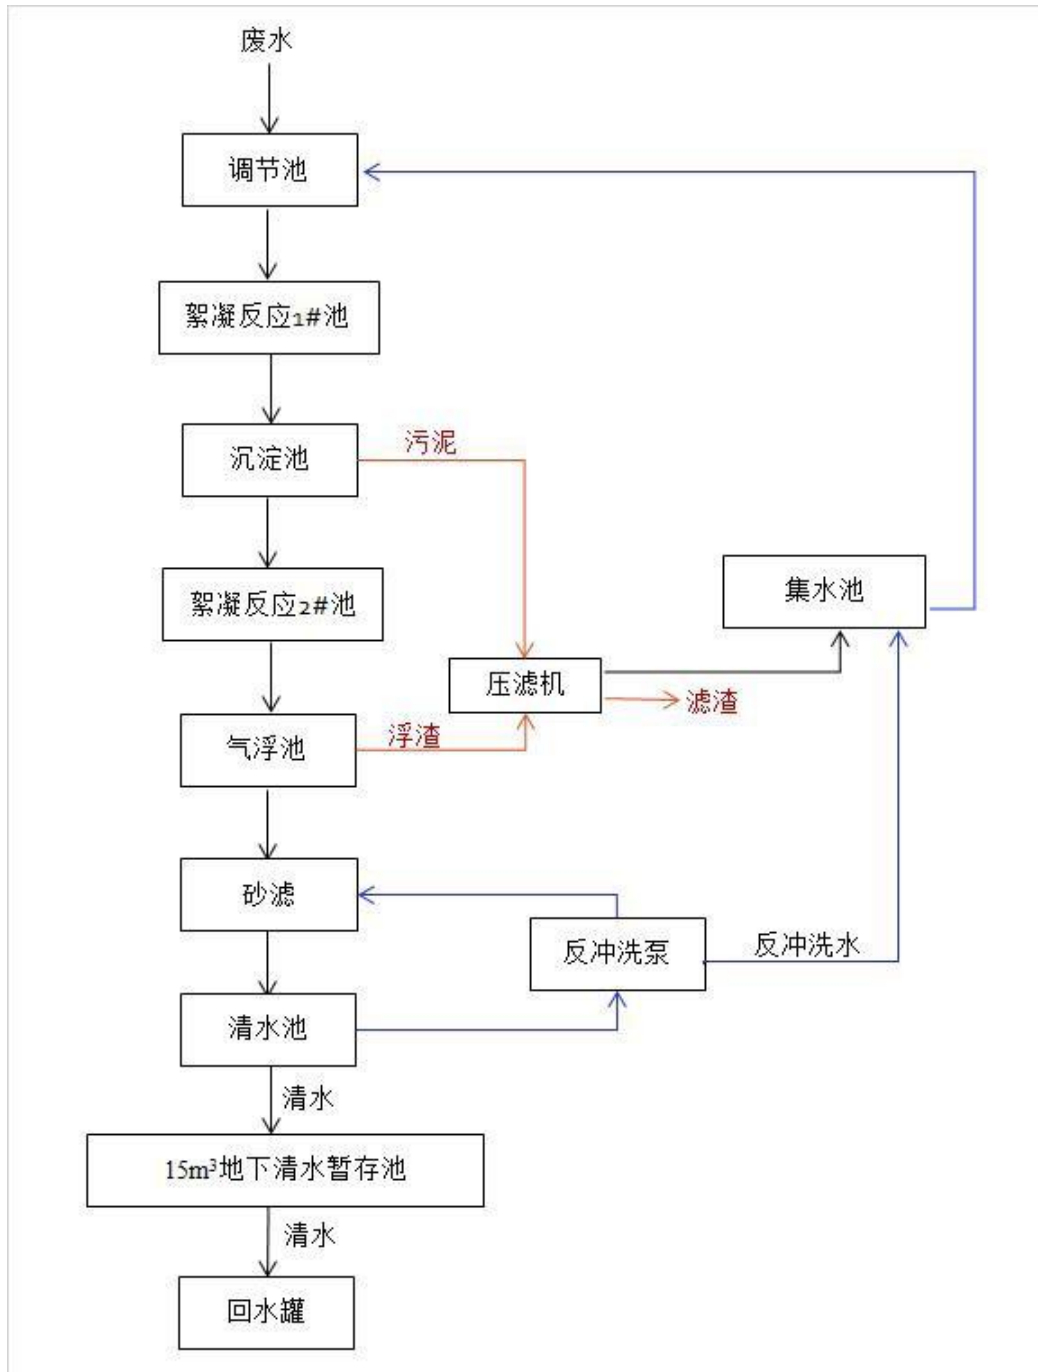 废水
调节池
絮凝反应1#池
沉淀池
污泥
絮凝反应2#池
集水池
压滤机
滤渣
气浮池
浮渣
砂滤
反冲洗泵
反冲洗水
清水池
清水
15m³地下清水暂存池
清水
回水罐